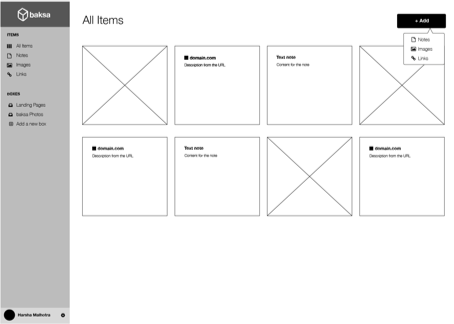 baksa
ITEMS
All Items
Notes
Images
Links
BOXES
Landing Pages
baksa Photos
Add a new box
Harsha Malhotra
All Items
+ Add
Notes
Images
Links
domain.com
Description from the URL
Text note
Content for the note
domain.com
Description from the URL
Text note
Content for the note
domain.com
Description from the URL